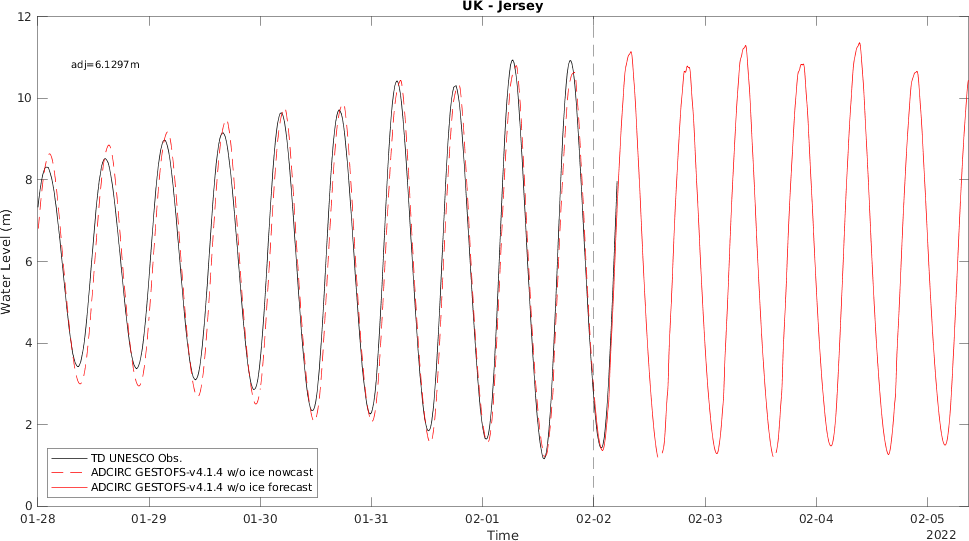 UK - Jersey
12
adj=6.1297m
10
8
6
4
2
0
Water Level (m)
TD UNESCO Obs.
ADCIRC GESTOFS-v4.1.4 w/o ice nowcast
ADCIRC GESTOFS-v4.1.4 w/o ice forecast
01-28 01-29 01-30 01-31 02-01 02-02 02-03 02-04 02-05
Time
2022